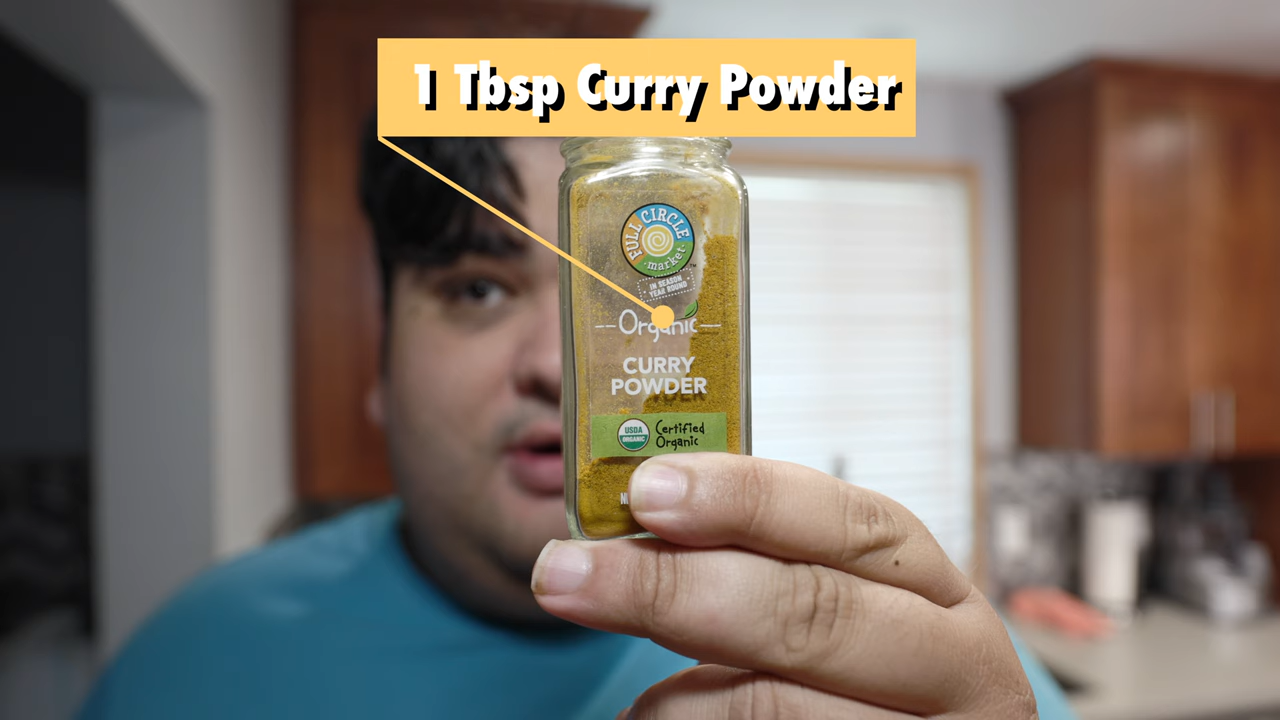 1 Tbsp Curry Powder
FULL CIRCLE
market
IN SEASON
YEAR ROUND
Organic
CURRY
POWDER
USDA
ORGANIC
Certified
Organic